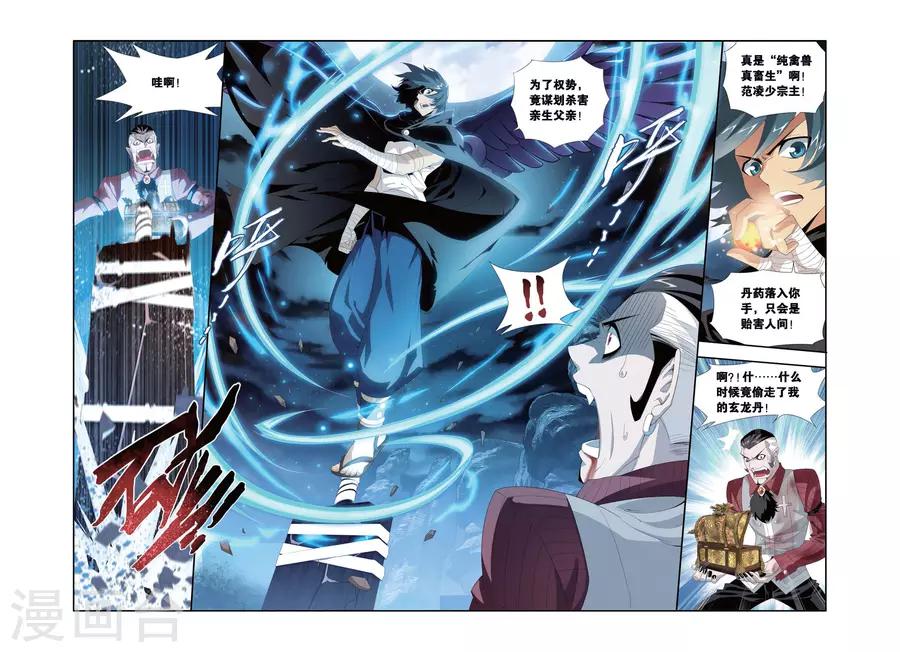 哇啊!
为了权势,
竟谋划杀害
亲生父亲!
真是“纯禽兽
真畜生”啊!
范凌少宗主!
呼
呼
!!
丹药落入你
手,只会是
贻害人间!
啊?!什……什么
时候竟偷走了我
的玄龙丹!
漫画台